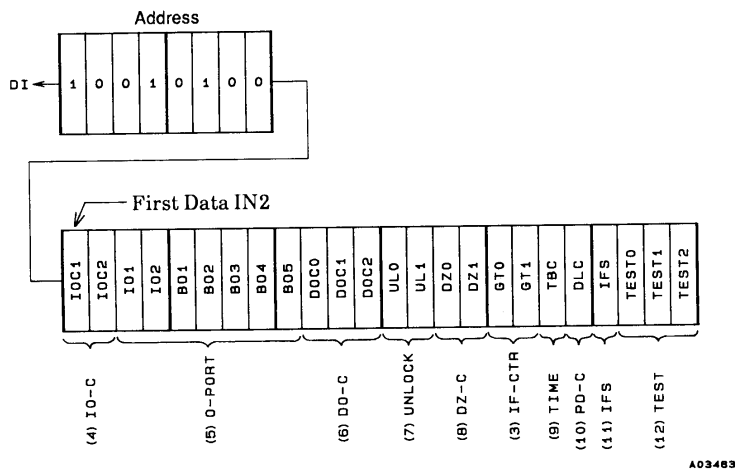 Address
DI
1 0 0 1 0 1 0 0
First Data IN2
IOC1 IOC2 IO1 IO2 BO1 BO2 BO3 BO4 BO5 DOC0 DOC1 DOC2 UL0 UL1 DZ0 DZ1 GT0 GT1 TBC DLC IFS TEST0 TEST1 TEST2
(4) IO-C
(5) O-PORT
(6) DO-C
(7) UNLOCK
(8) DZ-C
(3) IF-CTR
(9) TIME
(10) PD-C
(11) IFS
(12) TEST
A03463